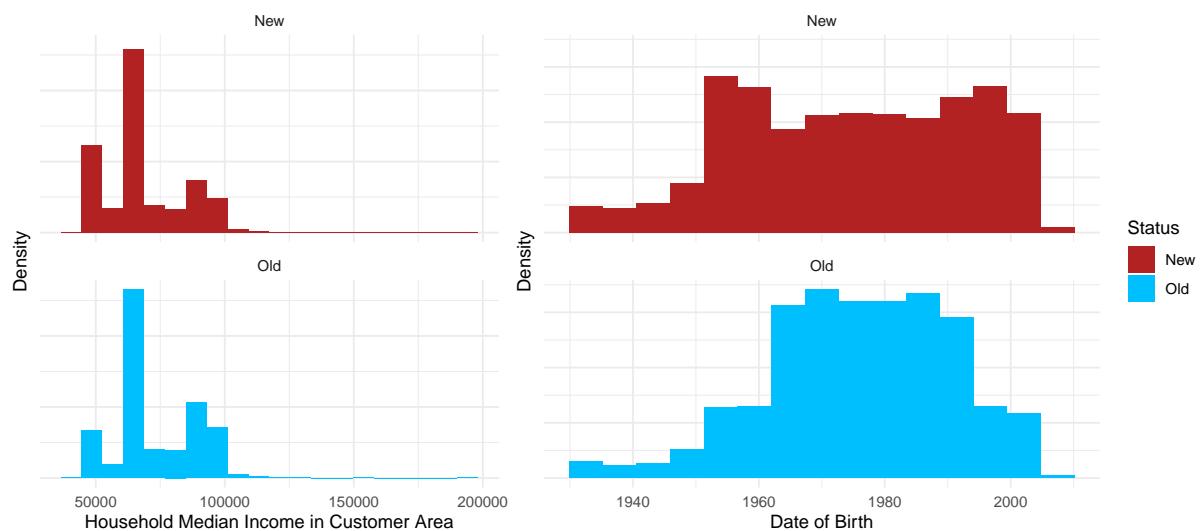 New
Old
Density
50000 100000 150000 200000
Household Median Income in Customer Area
New
Old
Density
1940 1960 1980 2000
Date of Birth
Status
New
Old